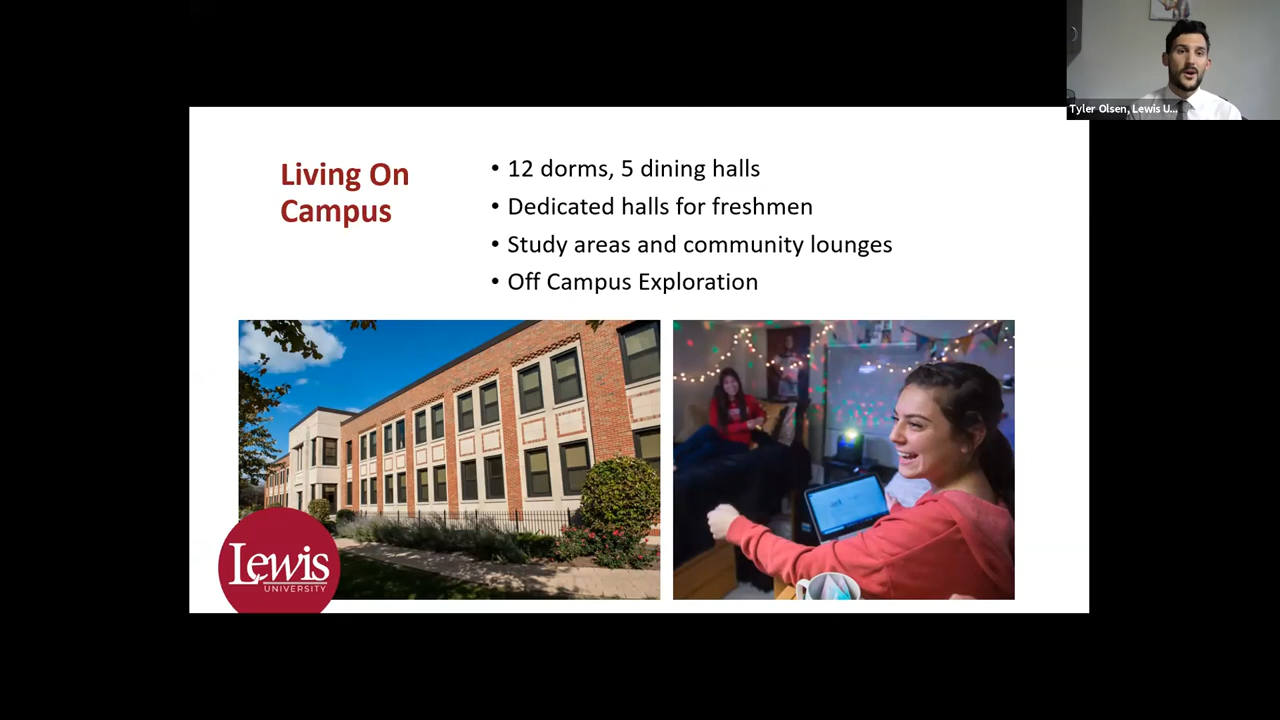 Tyler Olsen, Lewis U...
Living On
Campus
• 12 dorms, 5 dining halls
• Dedicated halls for freshmen
• Study areas and community lounges
• Off Campus Exploration
Lewis
UNIVERSITY